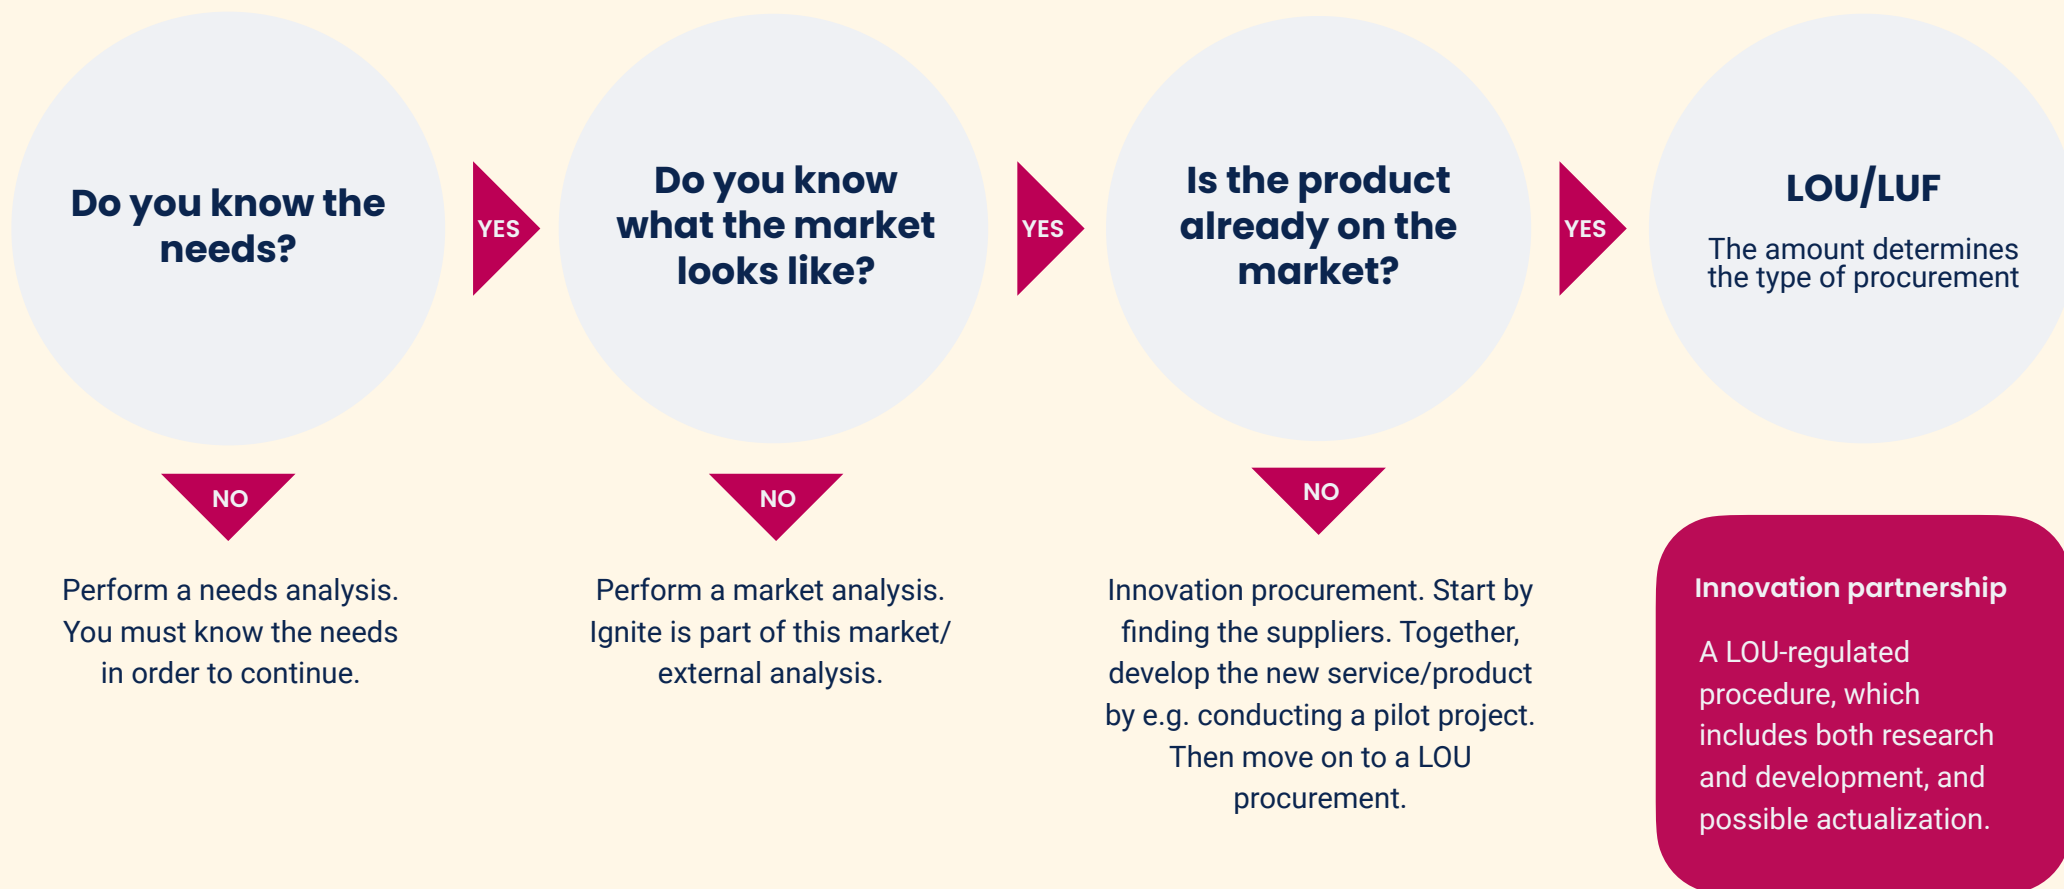 Do you know the
needs?
YES
Do you know
what the market
looks like?
YES
Is the product
already on the
market?
YES
LOU/LUF
The amount determines
the type of procurement
NO
Perform a needs analysis.
You must know the needs
in order to continue.
NO
Perform a market analysis.
Ignite is part of this market/
external analysis.
NO
Innovation procurement. Start by
finding the suppliers. Together,
develop the new service/product
by e.g. conducting a pilot project.
Then move on to a LOU
procurement.
Innovation partnership
A LOU-regulated
procedure, which
includes both research
and development, and
possible actualization.